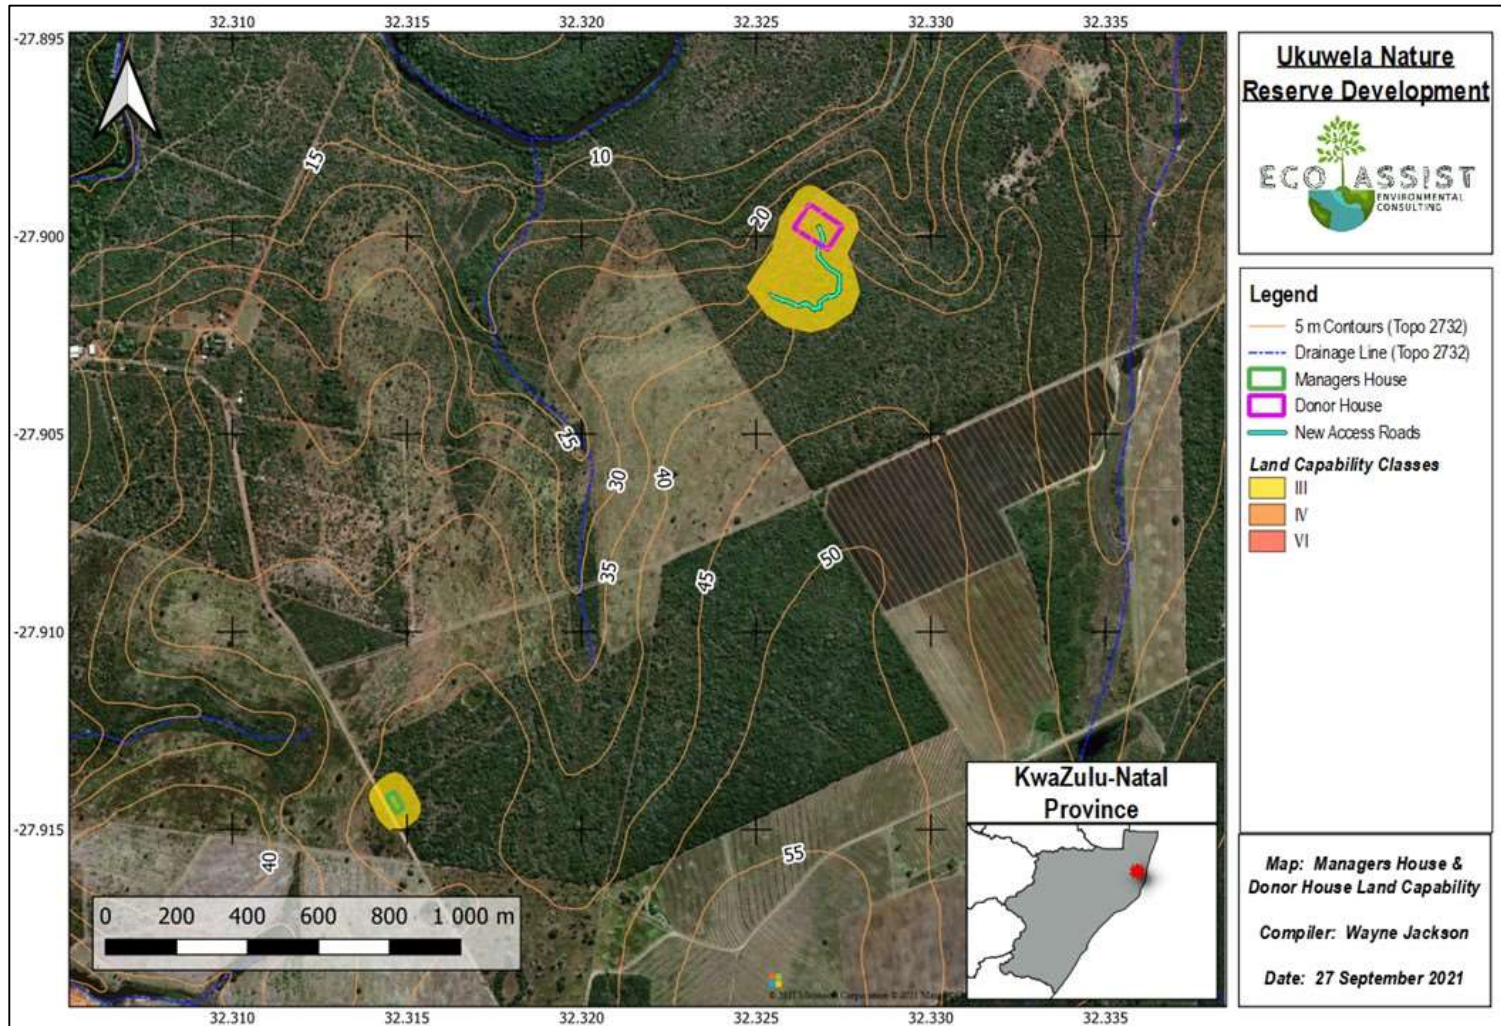 32.310 32.315 32.320 32.325 32.330 32.335
-27.895
-27.900
-27.905
-27.910
-27.915
15
10
20
25
30
40
35
45
50
40
55
0 200 400 600 800 1 000 m
32.310 32.315 32.320 32.325 32.330 32.335
KwaZulu-Natal
Province
Ukuwela Nature
Reserve Development
ECO ASSIST
ENVIRONMENTAL
CONSULTING
Legend
5 m Contours (Topo 2732)
Drainage Line (Topo 2732)
Managers House
Donor House
New Access Roads
Land Capability Classes
III
IV
VI
Map: Managers House &
Donor House Land Capability
Compiler: Wayne Jackson
Date: 27 September 2021